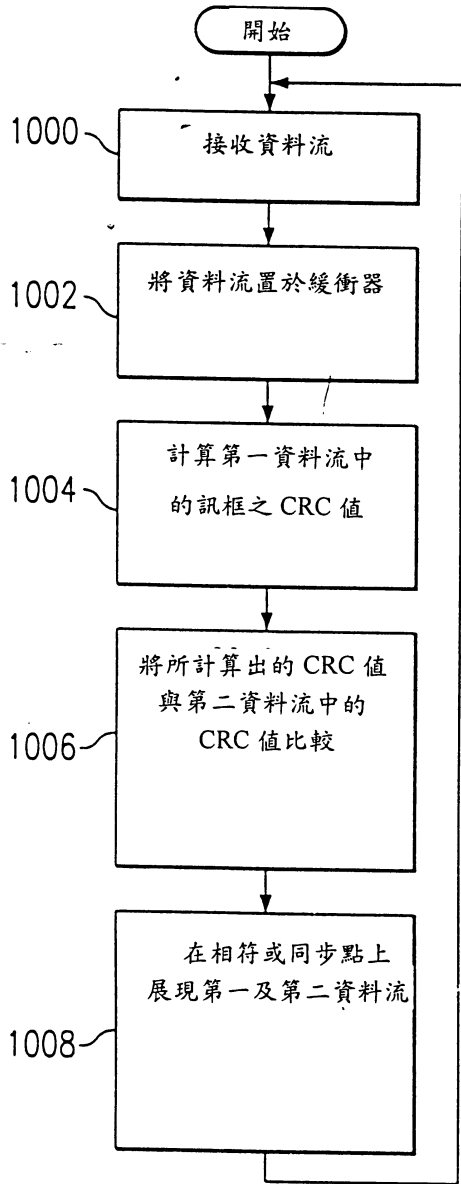 開始
1000
接收資料流
1002
將資料流置於緩衝器
1004
計算第一資料流中
的訊框之 CRC 值
1006
將所計算出的 CRC 值
與第二資料流中的
CRC 值比較
1008
在相符或同步點上
展現第一及第二資料流